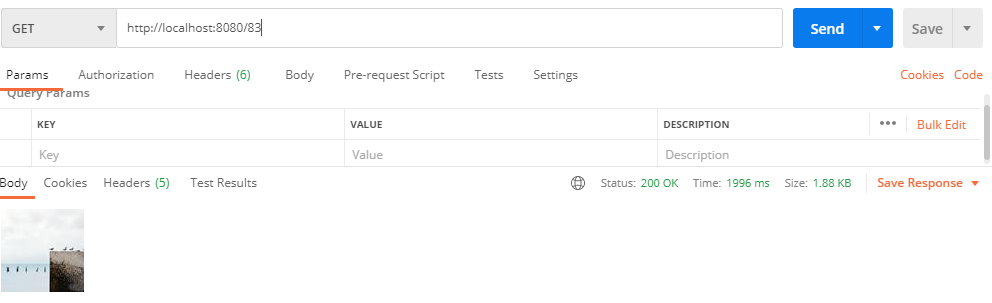 GET http://localhost:8080/83 Send Save
Params Authorization Headers (6) Body Pre-request Script Tests Settings Cookies Code
Query Params
KEY VALUE DESCRIPTION ••• Bulk Edit
Key Value Description
Body Cookies Headers (5) Test Results Status: 200 OK Time: 1996 ms Size: 1.88 KB Save Response